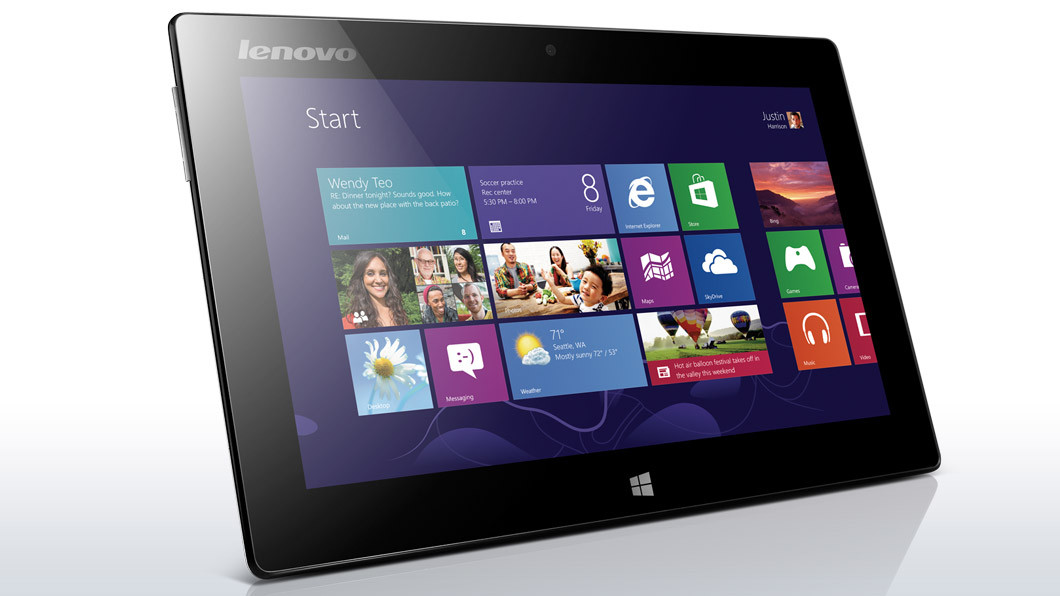 lenovo
Start
Justin
Harrison
Wendy Teo
RE: Dinner tonight? Sounds good. How
about the new place with the back patio?
Mail
8
Soccer practice
Rec center
5:30 PM – 8:00 PM
8
Friday
Internet Explorer
Store
Bing
Photos
Maps
SkyDrive
Games
Camera
Desktop
Messaging
71°
Seattle, WA
Mostly sunny 72° / 53°
Weather
Hot air balloon festival takes off in
the valley this weekend
Music
Video